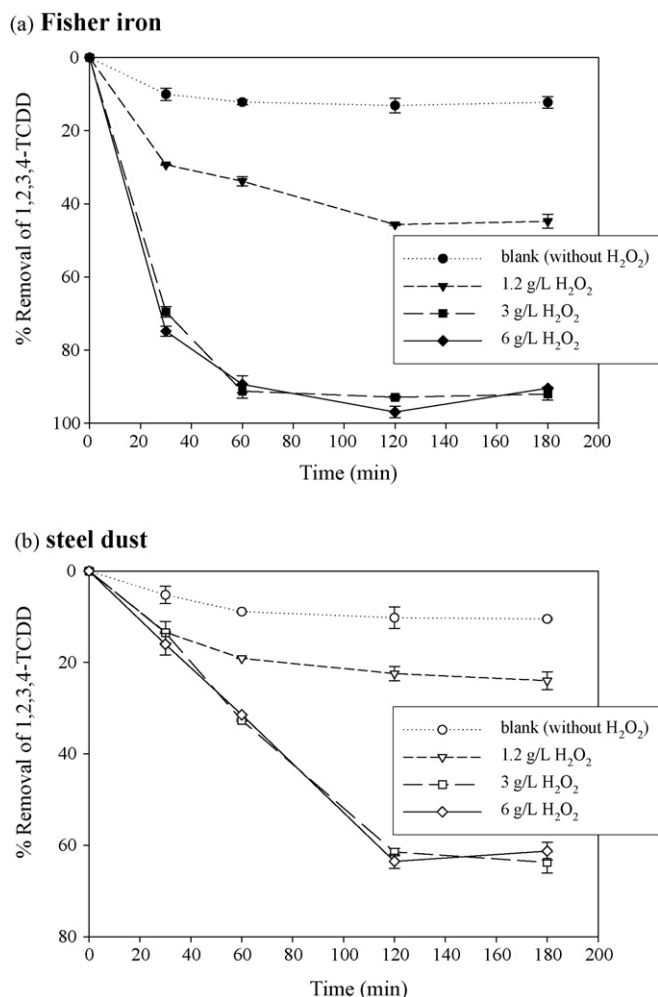 (a) Fisher iron
0
20
40
60
80
100
% Removal of 1,2,3,4-TCDD
blank (without H₂O₂)
1.2 g/L H₂O₂
3 g/L H₂O₂
6 g/L H₂O₂
0 20 40 60 80 100 120 140 160 180 200
Time (min)
(b) steel dust
0
20
40
60
80
% Removal of 1,2,3,4-TCDD
blank (without H₂O₂)
1.2 g/L H₂O₂
3 g/L H₂O₂
6 g/L H₂O₂
0 20 40 60 80 100 120 140 160 180 200
Time (min)